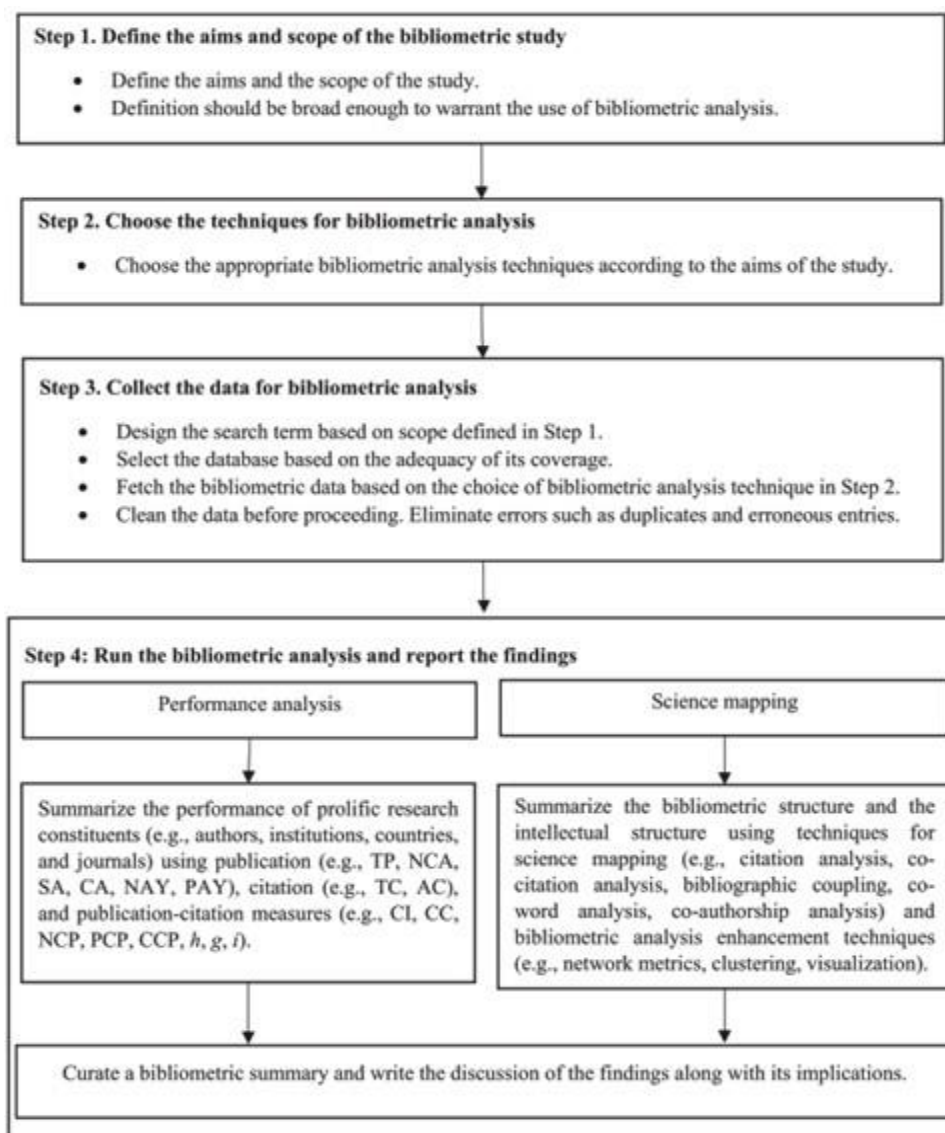 Step 1. Define the aims and scope of the bibliometric study
• Define the aims and the scope of the study.
• Definition should be broad enough to warrant the use of bibliometric analysis.
Step 2. Choose the techniques for bibliometric analysis
• Choose the appropriate bibliometric analysis techniques according to the aims of the study.
Step 3. Collect the data for bibliometric analysis
• Design the search term based on scope defined in Step 1.
• Select the database based on the adequacy of its coverage.
• Fetch the bibliometric data based on the choice of bibliometric analysis technique in Step 2.
• Clean the data before proceeding. Eliminate errors such as duplicates and erroneous entries.
Step 4: Run the bibliometric analysis and report the findings
Performance analysis
Summarize the performance of prolific research
constituents (e.g., authors, institutions, countries,
and journals) using publication (e.g., TP, NCA,
SA, CA, NAY, PAY), citation (e.g., TC, AC),
and publication-citation measures (e.g., CI, CC,
NCP, PCP, CCP, h, g, i).
Science mapping
Summarize the bibliometric structure and the
intellectual structure using techniques for
science mapping (e.g., citation analysis, co-
citation analysis, bibliographic coupling, co-
word analysis, co-authorship analysis) and
bibliometric analysis enhancement techniques
(e.g., network metrics, clustering, visualization).
Curate a bibliometric summary and write the discussion of the findings along with its implications.